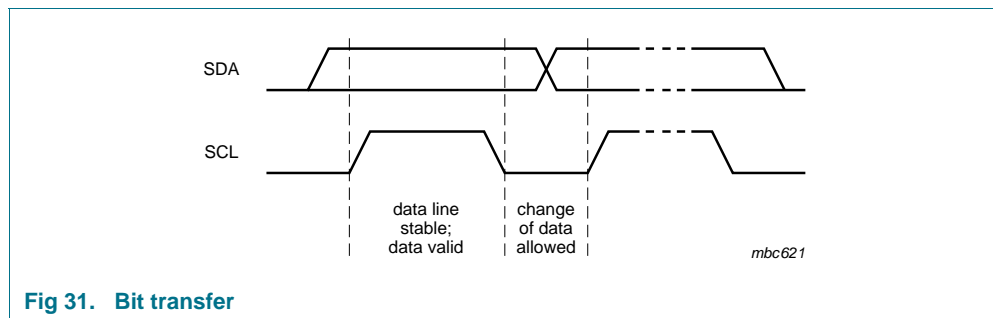 SDA
SCL
data line
stable;
data valid
change
of data
allowed
mbc621
Fig 31. Bit transfer